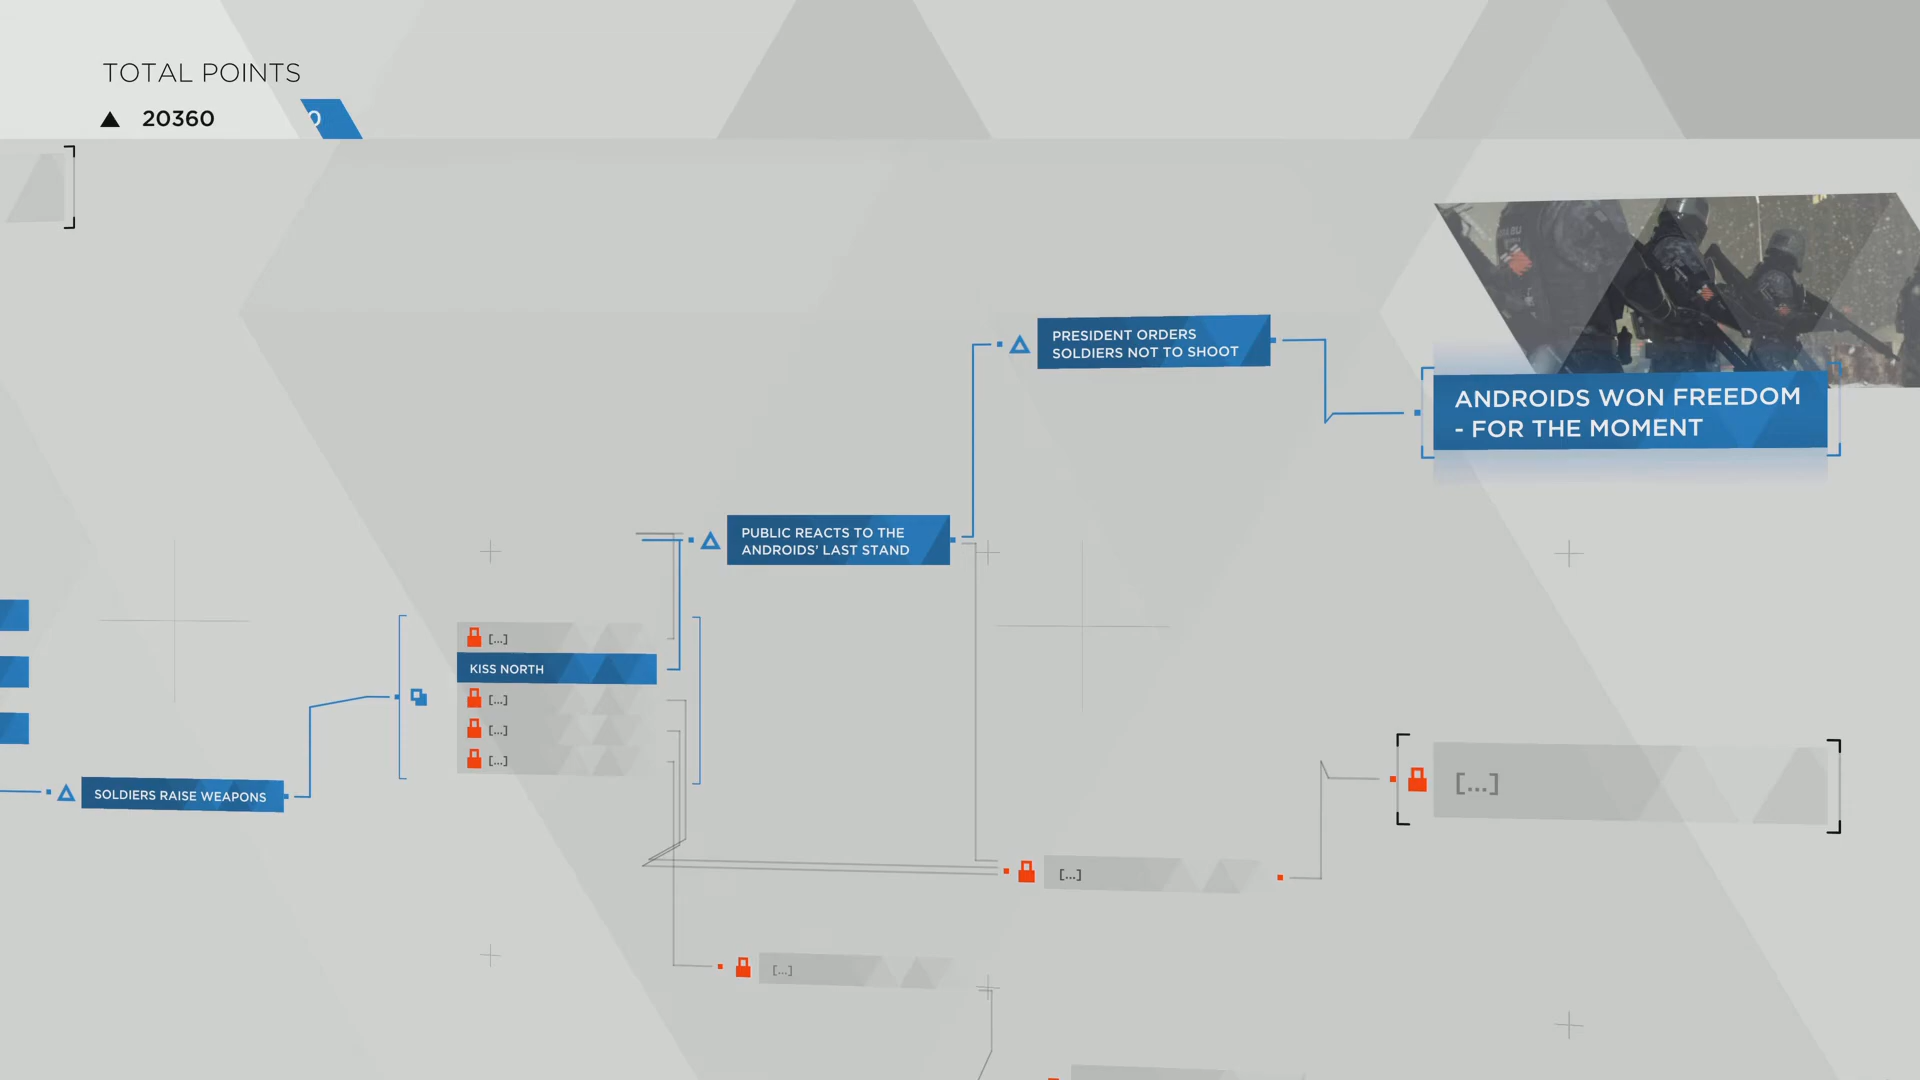 TOTAL POINTS
20360
0
PRESIDENT ORDERS
SOLDIERS NOT TO SHOOT
ANDROIDS WON FREEDOM
- FOR THE MOMENT
PUBLIC REACTS TO THE
ANDROIDS' LAST STAND
[...]
KISS NORTH
[...]
[...]
[...]
SOLDIERS RAISE WEAPONS
[...]
[...]
[...]